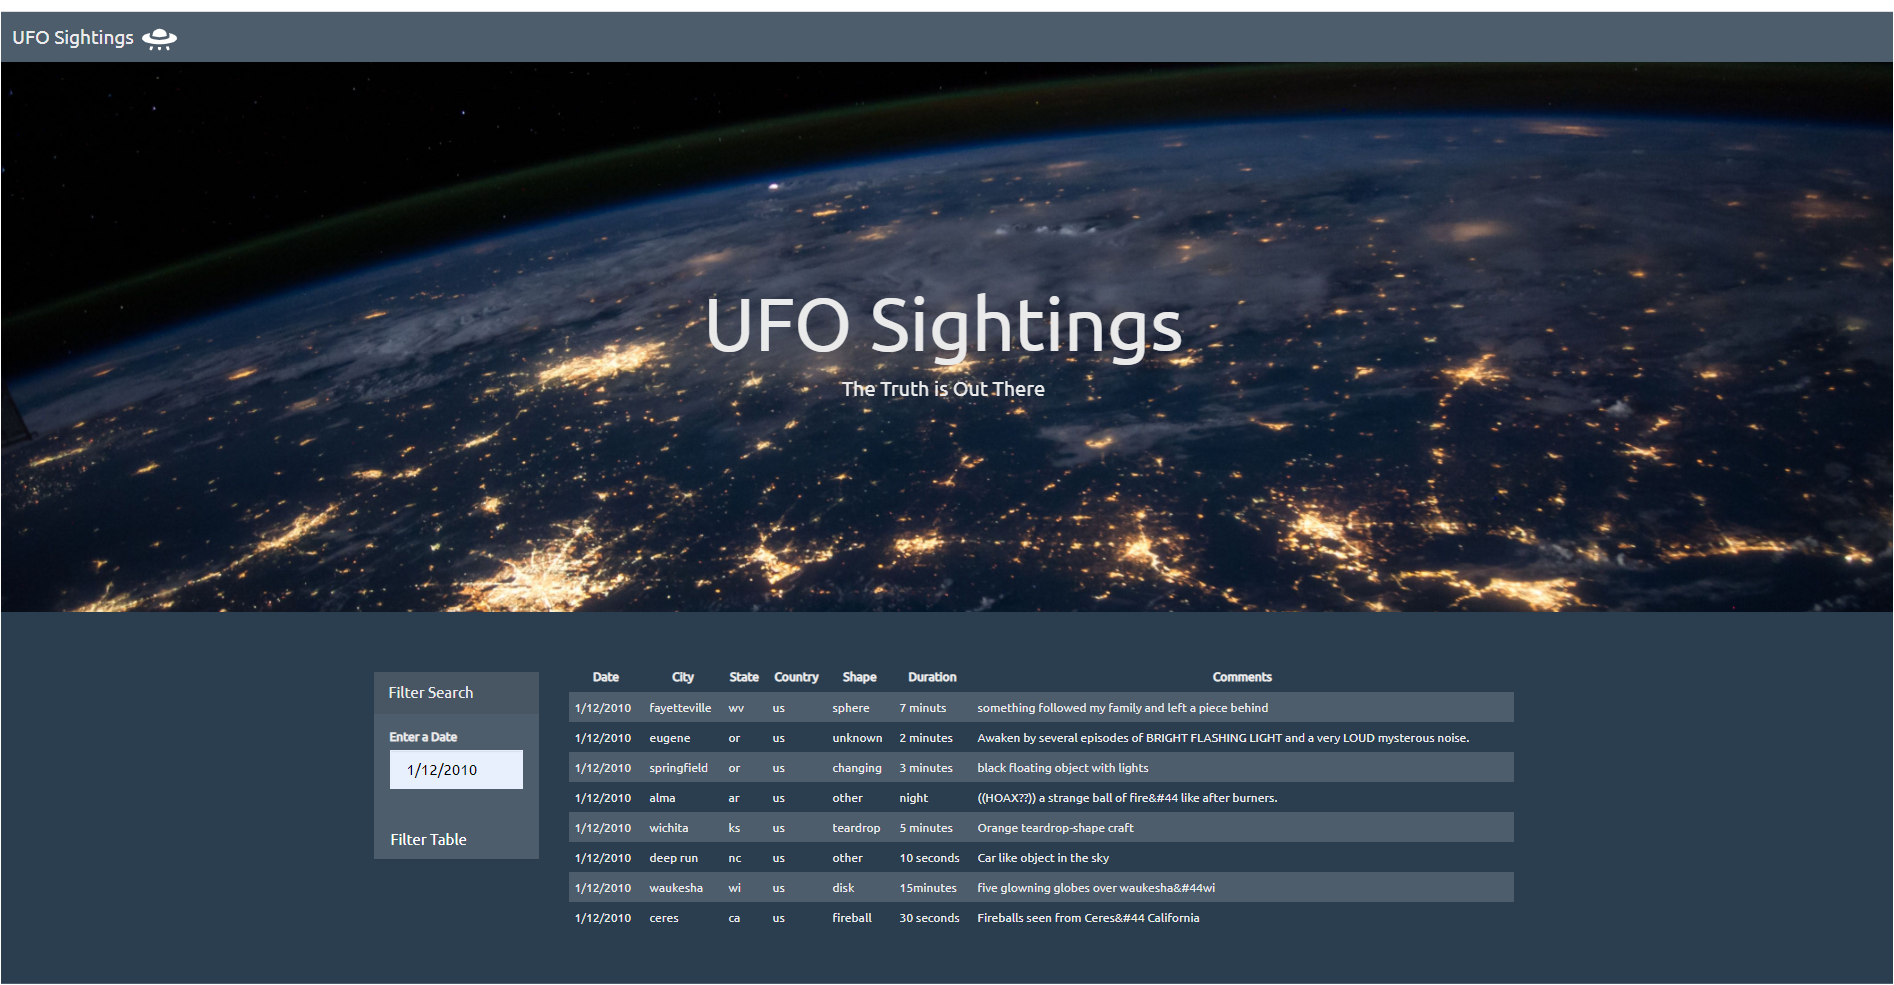 UFO Sightings
UFO Sightings
The Truth is Out There
Filter Search
Enter a Date
1/12/2010
Filter Table
Date City State Country Shape Duration Comments
1/12/2010 fayetteville wv us sphere 7 minuts something followed my family and left a piece behind
1/12/2010 eugene or us unknown 2 minutes Awaken by several episodes of BRIGHT FLASHING LIGHT and a very LOUD mysterous noise.
1/12/2010 springfield or us changing 3 minutes black floating object with lights
1/12/2010 alma ar us other night ((HOAX??)) a strange ball of fire&#44 like after burners.
1/12/2010 wichita ks us teardrop 5 minutes Orange teardrop-shape craft
1/12/2010 deep run nc us other 10 seconds Car like object in the sky
1/12/2010 waukesha wi us disk 15minutes five glowning globes over waukesha&#44wi
1/12/2010 ceres ca us fireball 30 seconds Fireballs seen from Ceres&#44 California